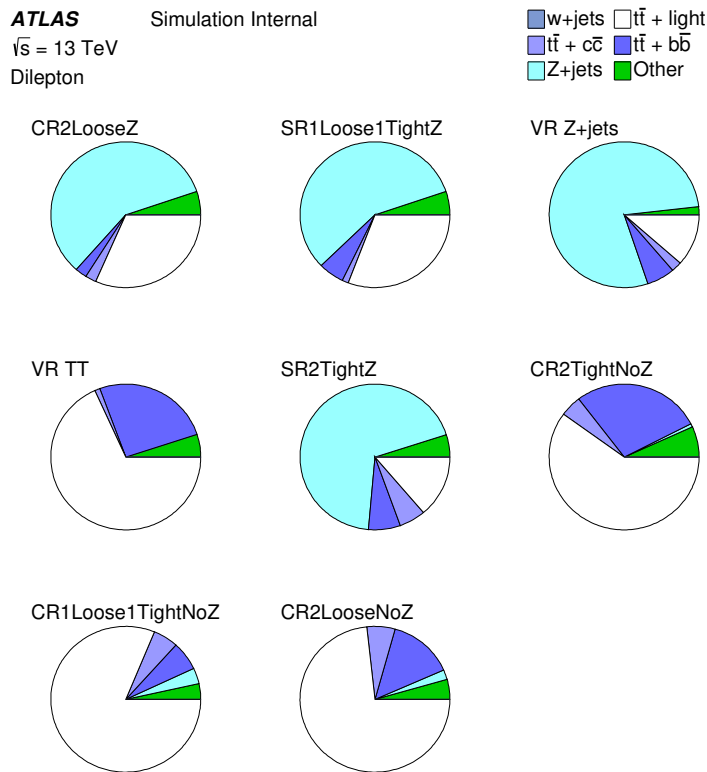 ATLAS Simulation Internal
√s = 13 TeV
Dilepton
w+jets tt̄ + light
tt̄ + cc̄ tt̄ + bb̄
Z+jets Other
CR2LooseZ SR1Loose1TightZ VR Z+jets
VR TT SR2TightZ CR2TightNoZ
CR1Loose1TightNoZ CR2LooseNoZ